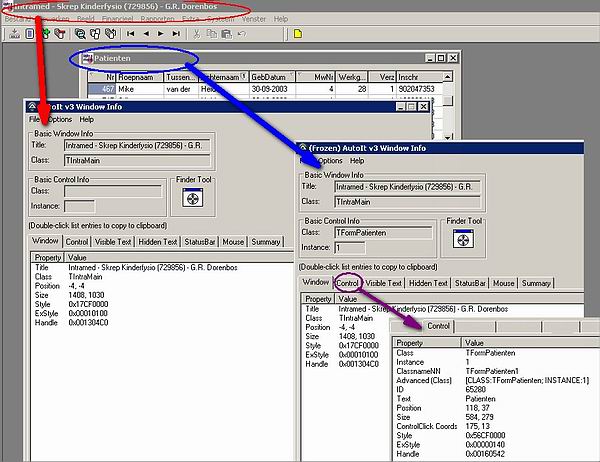 Intramed - Skrep Kinderfysio (729856) - G.R. Dorenbos
Bestand Bewerken Beeld Financieel Rapporten Extra Systeem Venster Help
Patienten
Nr Roepnaam Tussen... Achternaam GebDatum MwNr Werkg... Verz Inschr
467 Mike van der Heid 30-09-2003 4 28 1 902047353
AutoIt v3 Window Info
File Options Help
Basic Window Info
Title: Intramed - Skrep Kinderfysio (729856) - G.R.
Class: TIntraMain
Basic Control Info
Class:
Instance:
Finder Tool
(Double-click list entries to copy to clipboard)
Window Control Visible Text Hidden Text StatusBar Mouse Summary
Property Value
Title Intramed - Skrep Kinderfysio (729856) - G.R. Dorenbos
Class TIntraMain
Position -4, -4
Size 1408, 1030
Style 0x17CF0000
ExStyle 0x00010100
Handle 0x001304C0
(Frozen) AutoIt v3 Window Info
Options Help
Basic Window Info
Title: Intramed - Skrep Kinderfysio (729856) - G.R.
Class: TIntraMain
Basic Control Info
Class: TFormPatienten
Instance: 1
Finder Tool
(Double-click list entries to copy to clipboard)
Window Control Visible Text Hidden Text StatusBar Mouse Summary
Property Value
Title Intramed - Skrep Kinderfysio (729856) - G.R. Dorenbos
Class TIntraMain
Position -4, -4
Size 1408, 1030
Style 0x17CF0000
ExStyle 0x00010100
Handle 0x001304C0
Control
Property Value
Class TFormPatienten
Instance 1
ClassnameNN TFormPatienten1
Advanced (Class) [CLASS:TFormPatienten; INSTANCE:1]
ID 65280
Text Patienten
Position 118, 37
Size 584, 279
ControlClick Coords 175, 13
Style 0x56CF0000
ExStyle 0x00000140
Handle 0x00160542